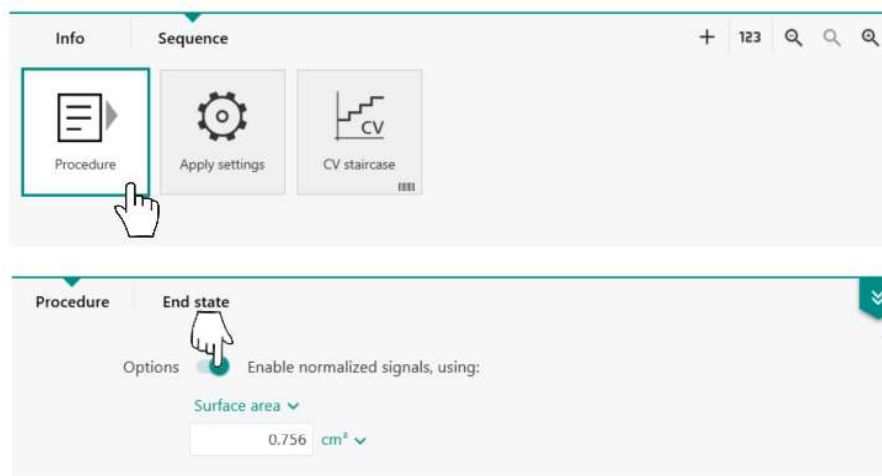 Info Sequence 123
Procedure Apply settings CV CV staircase
Procedure End state
Options Enable normalized signals, using:
Surface area
0.756 cm²